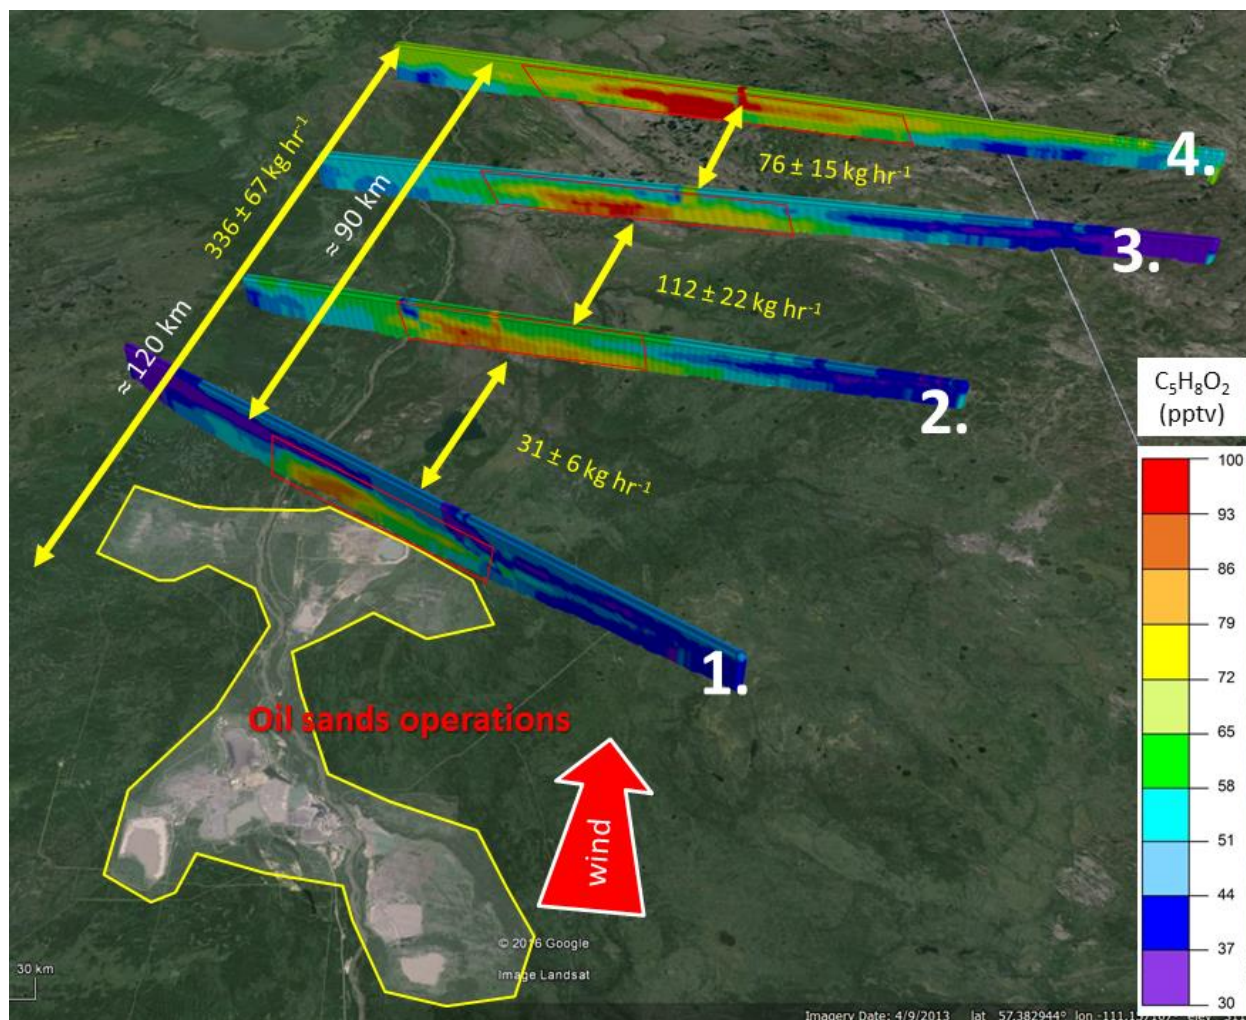 336 ± 67 kg hr⁻¹
≈ 90 km
≈ 120 km
76 ± 15 kg hr⁻¹
4.
3.
112 ± 22 kg hr⁻¹
2.
31 ± 6 kg hr⁻¹
1.
C₅H₈O₂
(pptv)
100
93
86
79
72
65
58
51
44
37
30
Oil sands operations
wind
© 2016 Google
Image Landsat
30 km
Imagery Date: 4/9/2013 lat 57.382944° lon